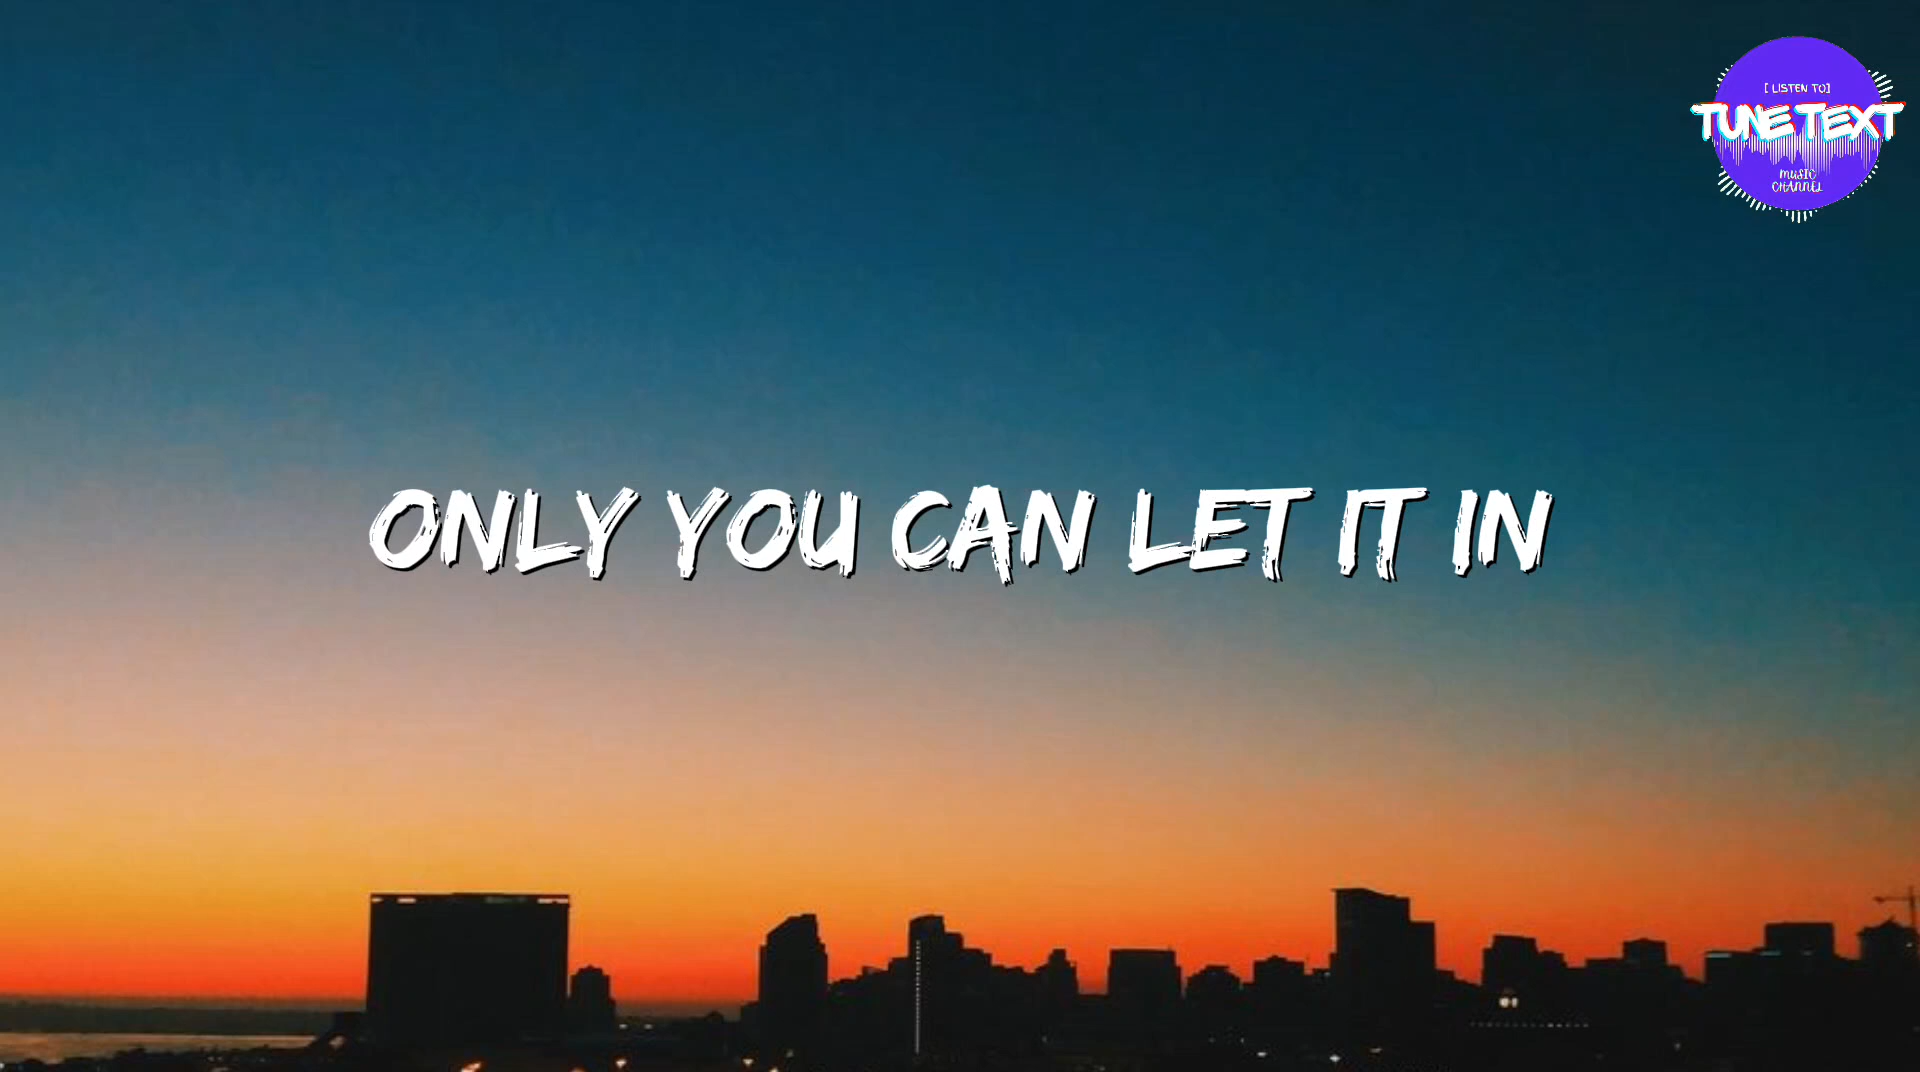 [ LISTEN TO]
TUNE TEXT
MUSIC
CHANNEL
ONLY YOU CAN LET IT IN